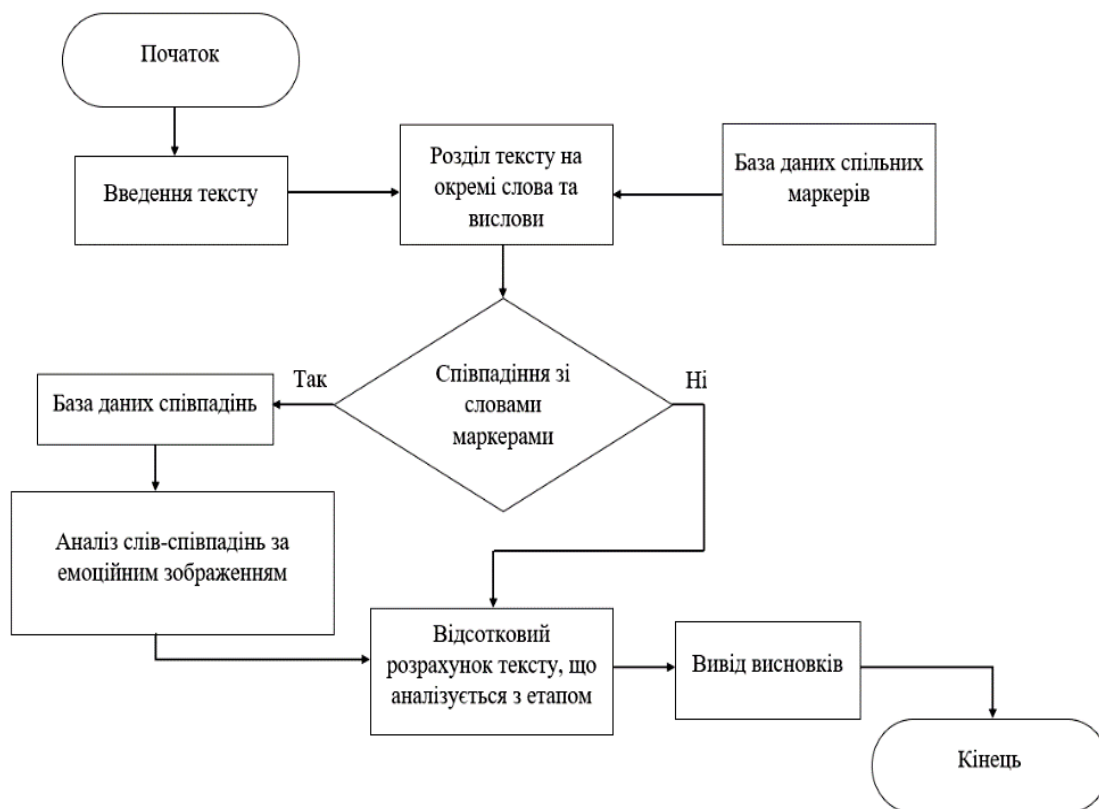 Початок
Введення тексту
Розділ тексту на
окремі слова та
вислови
База даних спільних
маркерів
Співпадіння зі
словами
маркерами
Так
Ні
База даних співпадінь
Аналіз слів-співпадінь за
емоційним зображенням
Відсотковий
розрахунок тексту, що
аналізується з етапом
Вивід висновків
Кінець